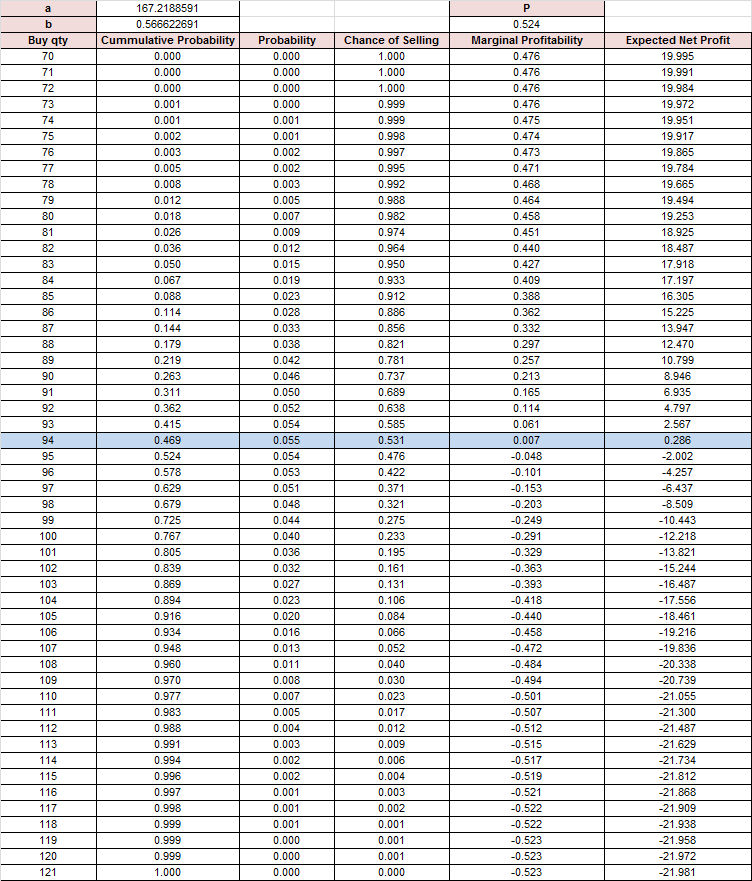 a 167.2188591 P
b 0.566622691 0.524
Buy qty Cummulative Probability Probability Chance of Selling Marginal Profitability Expected Net Profit
70 0.000 0.000 1.000 0.476 19.995
71 0.000 0.000 1.000 0.476 19.991
72 0.000 0.000 1.000 0.476 19.984
73 0.001 0.000 0.999 0.476 19.972
74 0.001 0.001 0.999 0.475 19.951
75 0.002 0.001 0.998 0.474 19.917
76 0.003 0.002 0.997 0.473 19.865
77 0.005 0.002 0.995 0.471 19.784
78 0.008 0.003 0.992 0.468 19.665
79 0.012 0.005 0.988 0.464 19.494
80 0.018 0.007 0.982 0.458 19.253
81 0.026 0.009 0.974 0.451 18.925
82 0.036 0.012 0.964 0.440 18.487
83 0.050 0.015 0.950 0.427 17.918
84 0.067 0.019 0.933 0.409 17.197
85 0.088 0.023 0.912 0.388 16.305
86 0.114 0.028 0.886 0.362 15.225
87 0.144 0.033 0.856 0.332 13.947
88 0.179 0.038 0.821 0.297 12.470
89 0.219 0.042 0.781 0.257 10.799
90 0.263 0.046 0.737 0.213 8.946
91 0.311 0.050 0.689 0.165 6.935
92 0.362 0.052 0.638 0.114 4.797
93 0.415 0.054 0.585 0.061 2.567
94 0.469 0.055 0.531 0.007 0.286
95 0.524 0.054 0.476 -0.048 -2.002
96 0.578 0.053 0.422 -0.101 -4.257
97 0.629 0.051 0.371 -0.153 -6.437
98 0.679 0.048 0.321 -0.203 -8.509
99 0.725 0.044 0.275 -0.249 -10.443
100 0.767 0.040 0.233 -0.291 -12.218
101 0.805 0.036 0.195 -0.329 -13.821
102 0.839 0.032 0.161 -0.363 -15.244
103 0.869 0.027 0.131 -0.393 -16.487
104 0.894 0.023 0.106 -0.418 -17.556
105 0.916 0.020 0.084 -0.440 -18.461
106 0.934 0.016 0.066 -0.458 -19.216
107 0.948 0.013 0.052 -0.472 -19.836
108 0.960 0.011 0.040 -0.484 -20.338
109 0.970 0.008 0.030 -0.494 -20.739
110 0.977 0.007 0.023 -0.501 -21.055
111 0.983 0.005 0.017 -0.507 -21.300
112 0.988 0.004 0.012 -0.512 -21.487
113 0.991 0.003 0.009 -0.515 -21.629
114 0.994 0.002 0.006 -0.517 -21.734
115 0.996 0.002 0.004 -0.519 -21.812
116 0.997 0.001 0.003 -0.521 -21.868
117 0.998 0.001 0.002 -0.522 -21.909
118 0.999 0.001 0.001 -0.522 -21.938
119 0.999 0.000 0.001 -0.523 -21.958
120 0.999 0.000 0.001 -0.523 -21.972
121 1.000 0.000 0.000 -0.523 -21.981